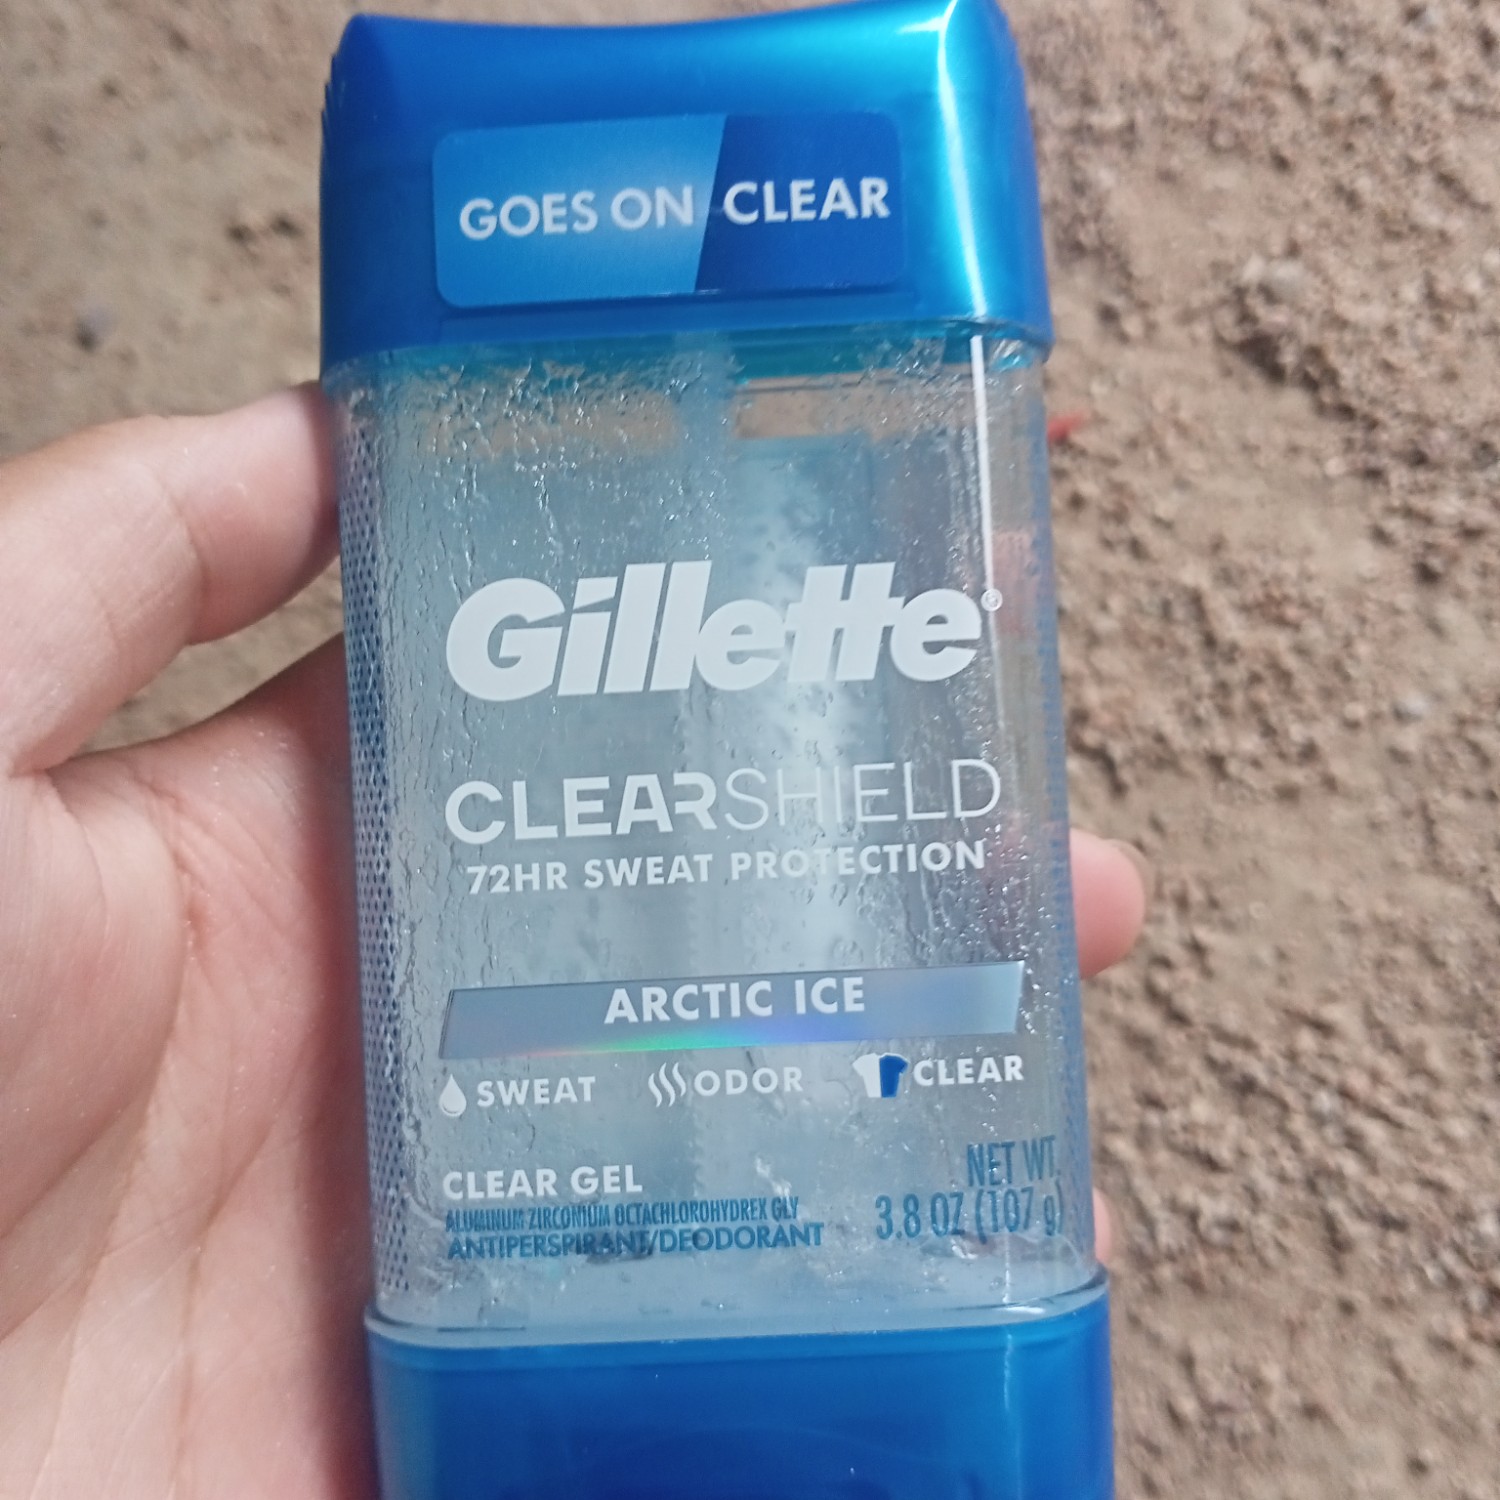 GOES ON CLEAR
Gillette®
CLEARSHIELD
72HR SWEAT PROTECTION
ARCTIC ICE
SWEAT ODOR CLEAR
CLEAR GEL
ALUMINUM ZIRCONIUM OCTACHLOROHYDREX GLY
ANTIPERSPIRANT/DEODORANT
NET WT
3.8 OZ (107 g)